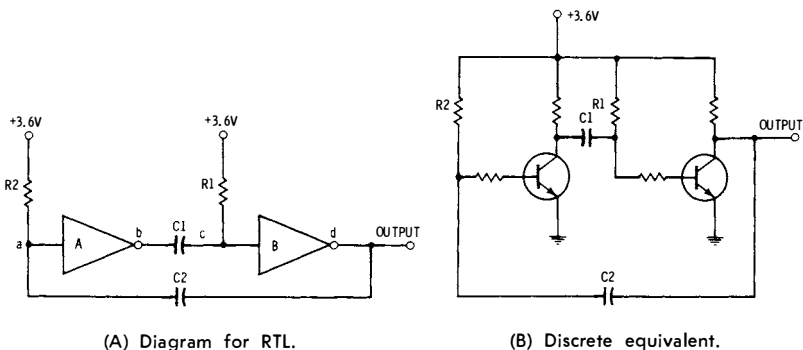 +3.6V
+3.6V
R2
R1
a
A
b
C1
c
B
d
OUTPUT
C2
(A) Diagram for RTL.
+3.6V
R2
R1
C1
OUTPUT
C2
(B) Discrete equivalent.